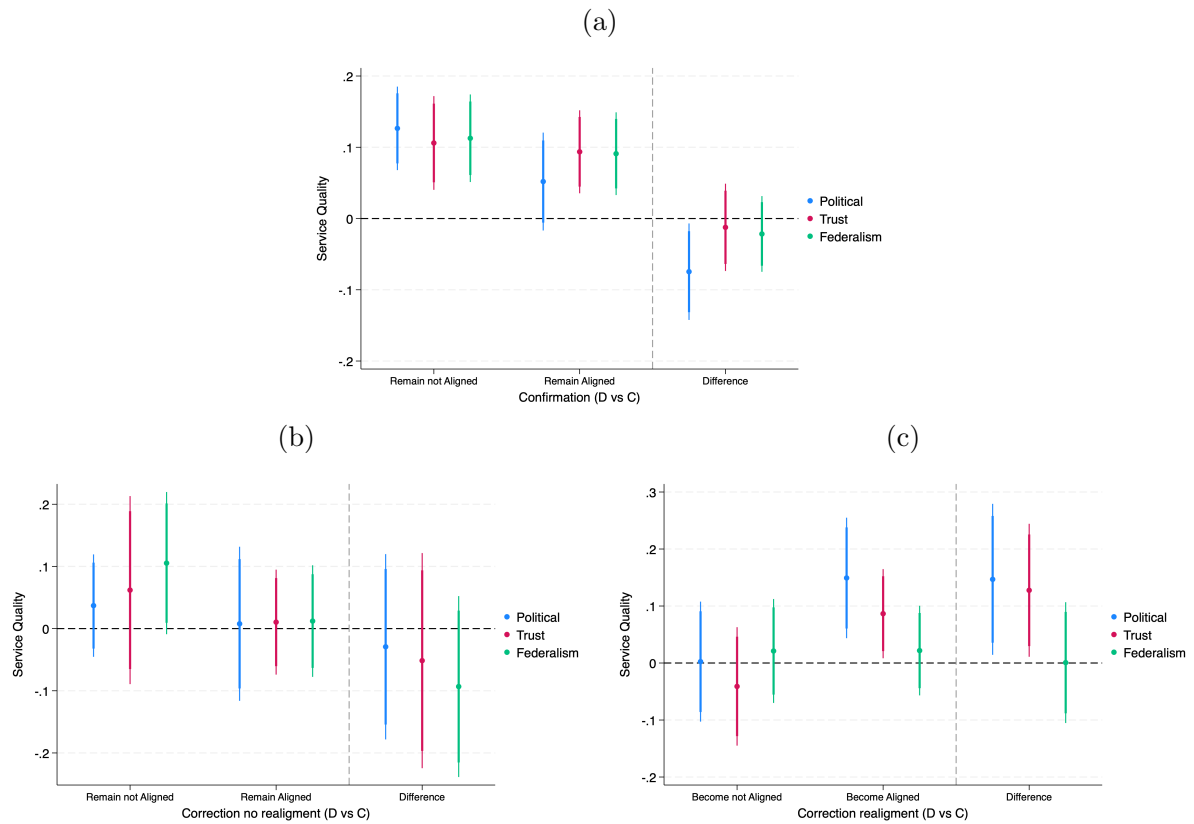 (a)
.2
.1
0
-.1
-.2
Service Quality
Remain not Aligned
Remain Aligned
Difference
Confirmation (D vs C)
Political
Trust
Federalism
(b)
.2
.1
0
-.1
-.2
Service Quality
Remain not Aligned
Remain Aligned
Difference
Correction no realigment (D vs C)
Political
Trust
Federalism
(c)
.3
.2
.1
0
-.1
-.2
Service Quality
Become not Aligned
Become Aligned
Difference
Correction realigment (D vs C)
Political
Trust
Federalism